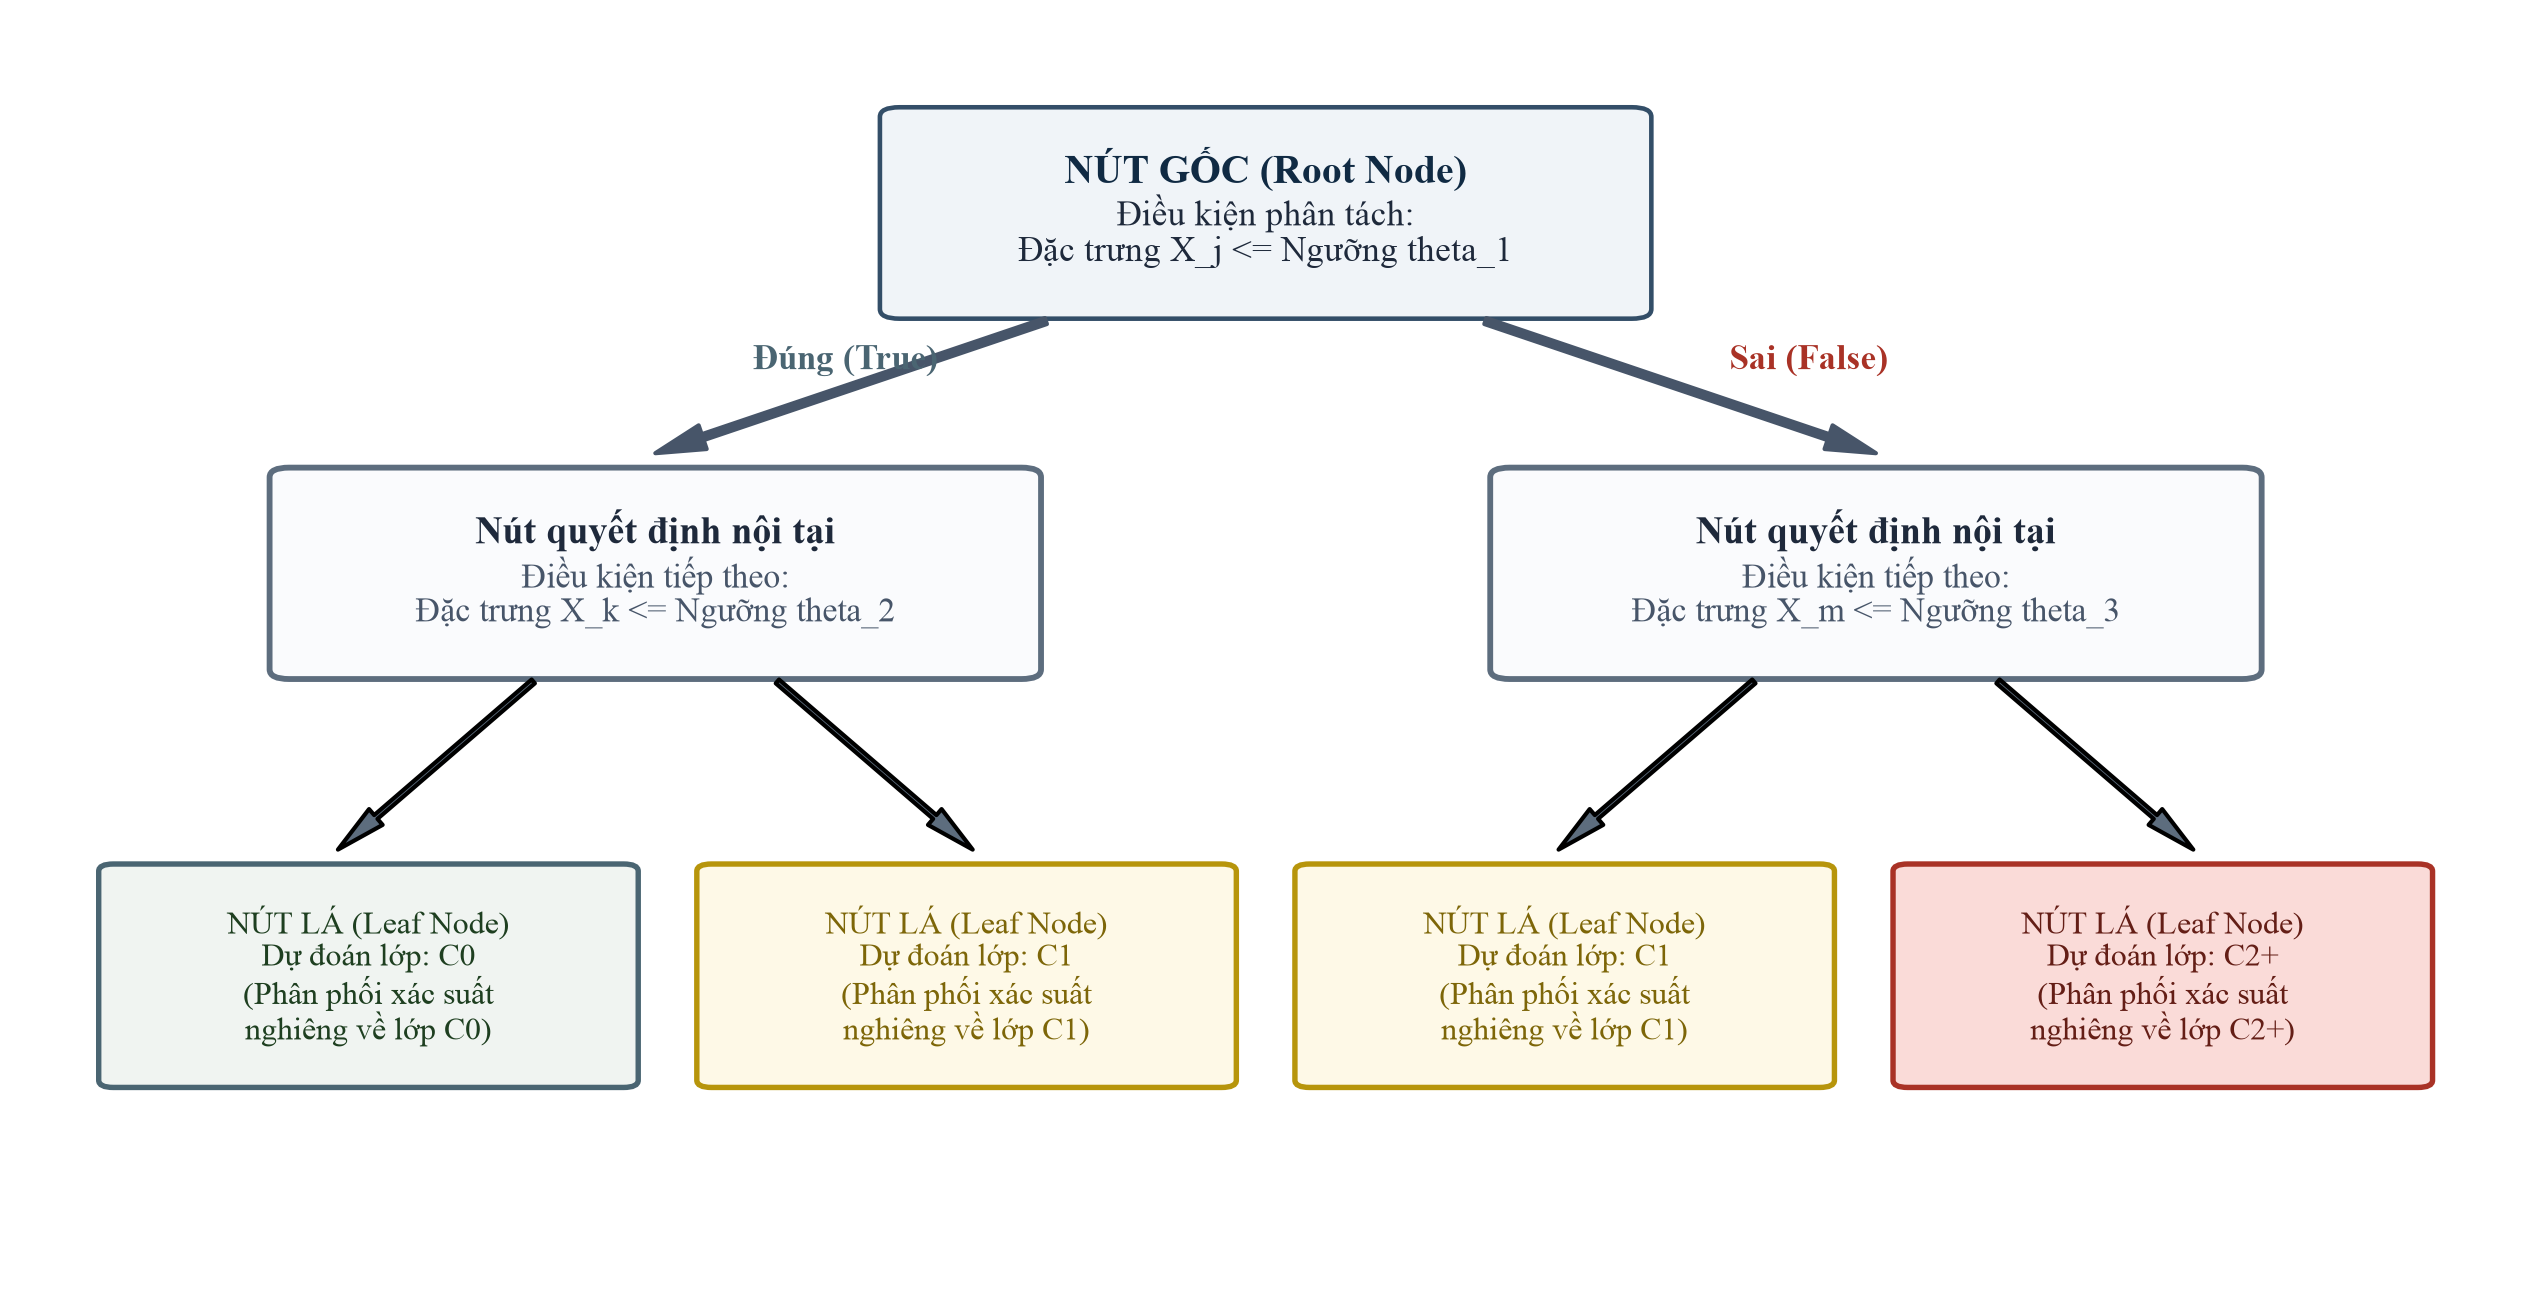 NÚT GỐC (Root Node)
Điều kiện phân tách:
Đặc trưng X_j <= Ngưỡng theta_1
Đúng (True)
Sai (False)
Nút quyết định nội tại
Điều kiện tiếp theo:
Đặc trưng X_k <= Ngưỡng theta_2
Nút quyết định nội tại
Điều kiện tiếp theo:
Đặc trưng X_m <= Ngưỡng theta_3
NÚT LÁ (Leaf Node)
Dự đoán lớp: C0
(Phân phối xác suất
nghiêng về lớp C0)
NÚT LÁ (Leaf Node)
Dự đoán lớp: C1
(Phân phối xác suất
nghiêng về lớp C1)
NÚT LÁ (Leaf Node)
Dự đoán lớp: C1
(Phân phối xác suất
nghiêng về lớp C1)
NÚT LÁ (Leaf Node)
Dự đoán lớp: C2+
(Phân phối xác suất
nghiêng về lớp C2+)